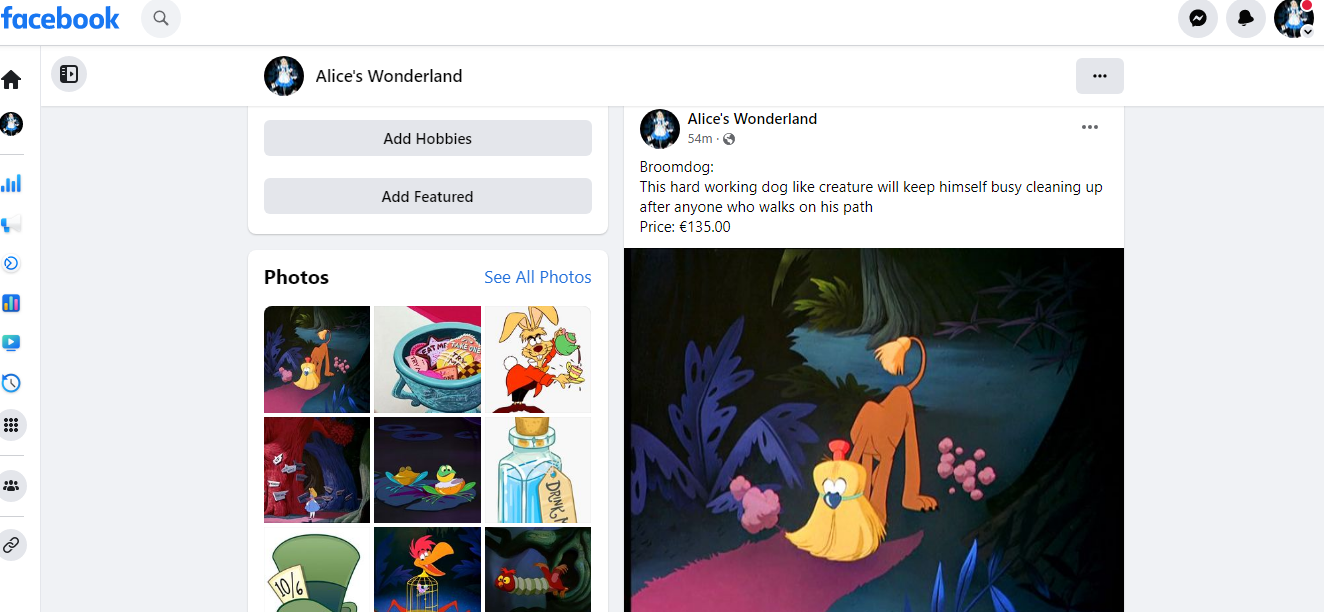 facebook
Alice's Wonderland
Add Hobbies
Add Featured
Photos
See All Photos
EAT ME
TAKE ONE
DRINK
10/6
Alice's Wonderland
54m ·
Broomdog:
This hard working dog like creature will keep himself busy cleaning up
after anyone who walks on his path
Price: €135.00